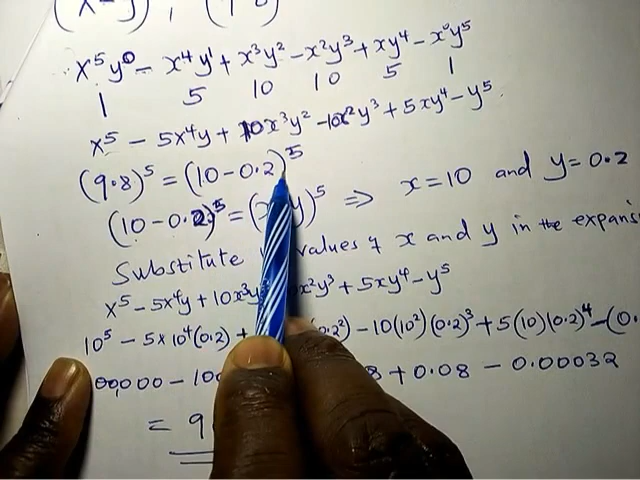 x⁵y⁰ - x⁴y¹ + x³y² - x²y³ + xy⁴ - x⁰y⁵
1 5 10 10 5 1
x⁵ - 5x⁴y + 10x³y² - 10x²y³ + 5xy⁴ - y⁵
(9.8)⁵ = (10 - 0.2)⁵ x = 10 and y = 0.2
(10 - 0.2)⁵ = (x y)⁵ ⇒
Substitute values of x and y in the
x⁵ - 5x⁴y + 10x³y x²y³ + 5xy⁴ - y⁵
10⁵ - 5×10⁴(0.2) + 0.2²) - 10(10²)(0.2)³ + 5(10)(0.2)⁴ - (0.
00,000 - 10 8 + 0.08 - 0.00032
= 9